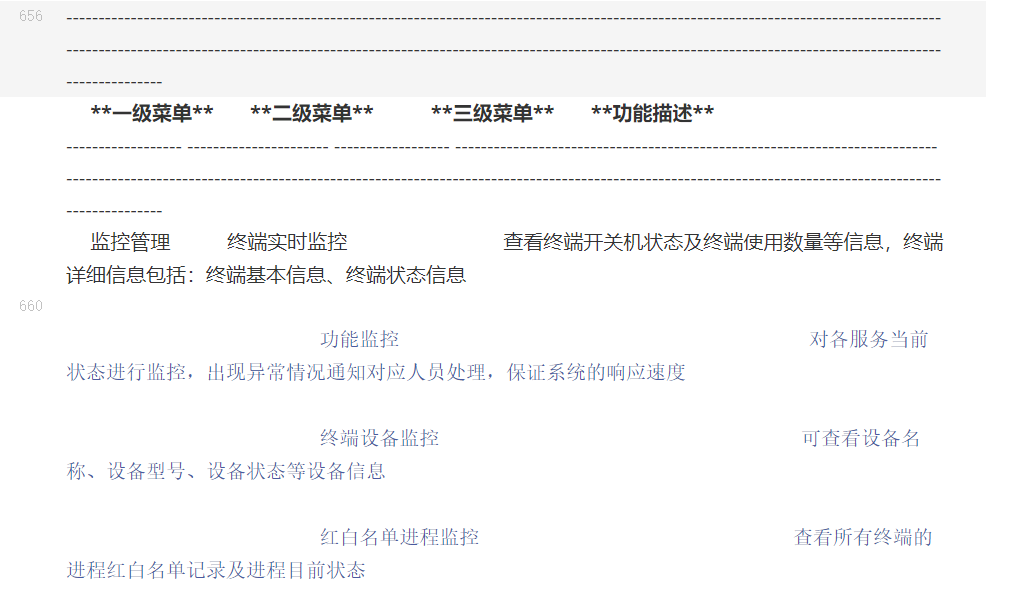 656 -----------------------------------------------------------------------------------------------------------------------------------------
-----------------------------------------------------------------------------------------------------------------------------------------
---------------
**一级菜单** **二级菜单** **三级菜单** **功能描述**
------------------ ---------------------- ------------------ ---------------------------------------------------------------------------
-----------------------------------------------------------------------------------------------------------------------------------------
---------------
监控管理 终端实时监控 查看终端开关机状态及终端使用数量等信息，终端
详细信息包括：终端基本信息、终端状态信息
660
功能监控 对各服务当前
状态进行监控，出现异常情况通知对应人员处理，保证系统的响应速度
终端设备监控 可查看设备名
称、设备型号、设备状态等设备信息
红白名单进程监控 查看所有终端的
进程红白名单记录及进程目前状态